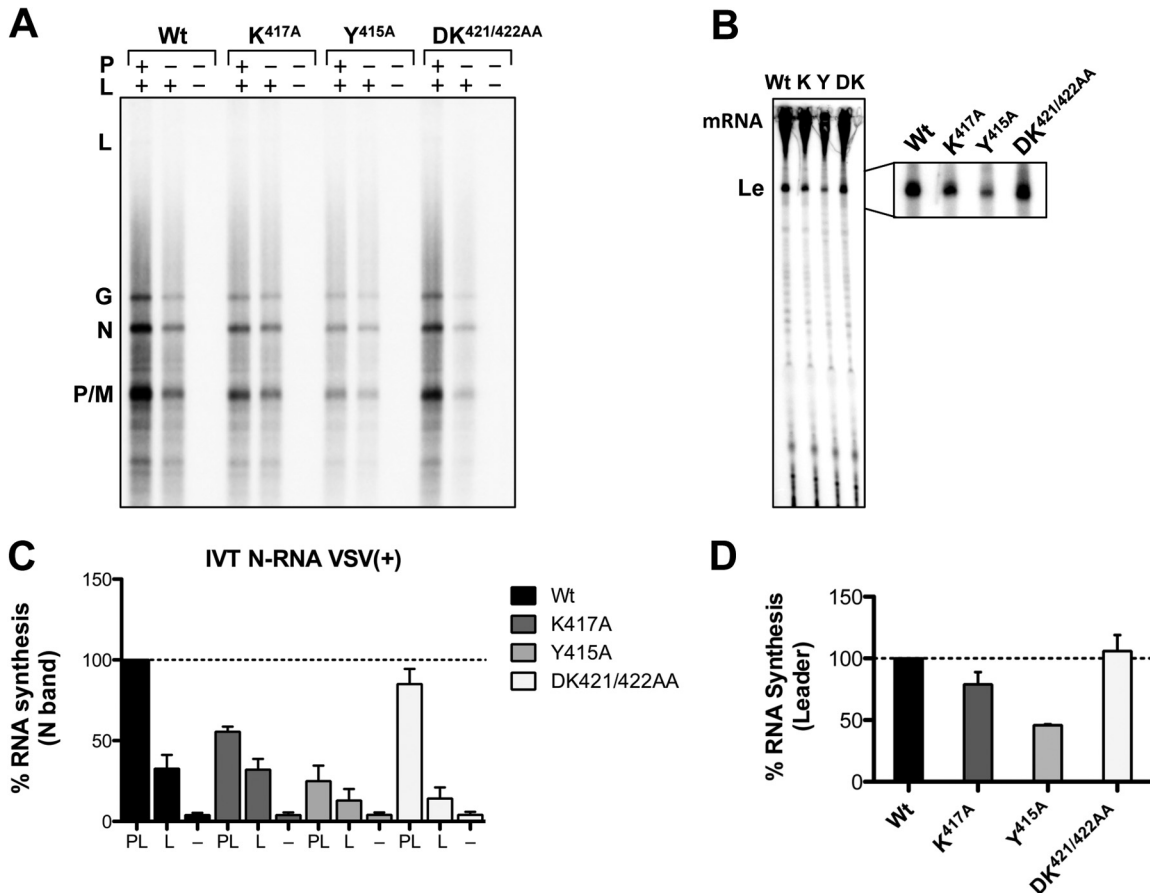 A
Wt K417A Y415A DK421/422AA
P + – – + – – + – – + – –
L + + – + + – + + – + + –
L
G
N
P/M
B
Wt K Y DK
mRNA
Le
Wt K417A Y415A DK421/422AA
C
IVT N-RNA VSV(+)
% RNA synthesis
(N band)
150
100
50
0
PL L – PL L – PL L – PL L –
Wt
K417A
Y415A
DK421/422AA
D
% RNA Synthesis
(Leader)
150
100
50
0
Wt K417A Y415A DK421/422AA